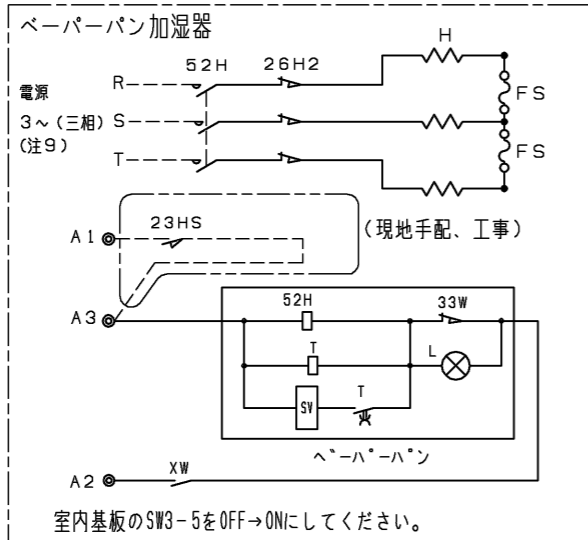 ペーパーパン加湿器
電源
3～(三相)
(注9)
R
52H
26H2
H
S
T
FS
FS
A1
23HS
(現地手配、工事)
A3
52H
33W
T
L
SV
T
ペーパーパン
A2
XW
室内基板のSW3-5をOFF→ONにしてください。